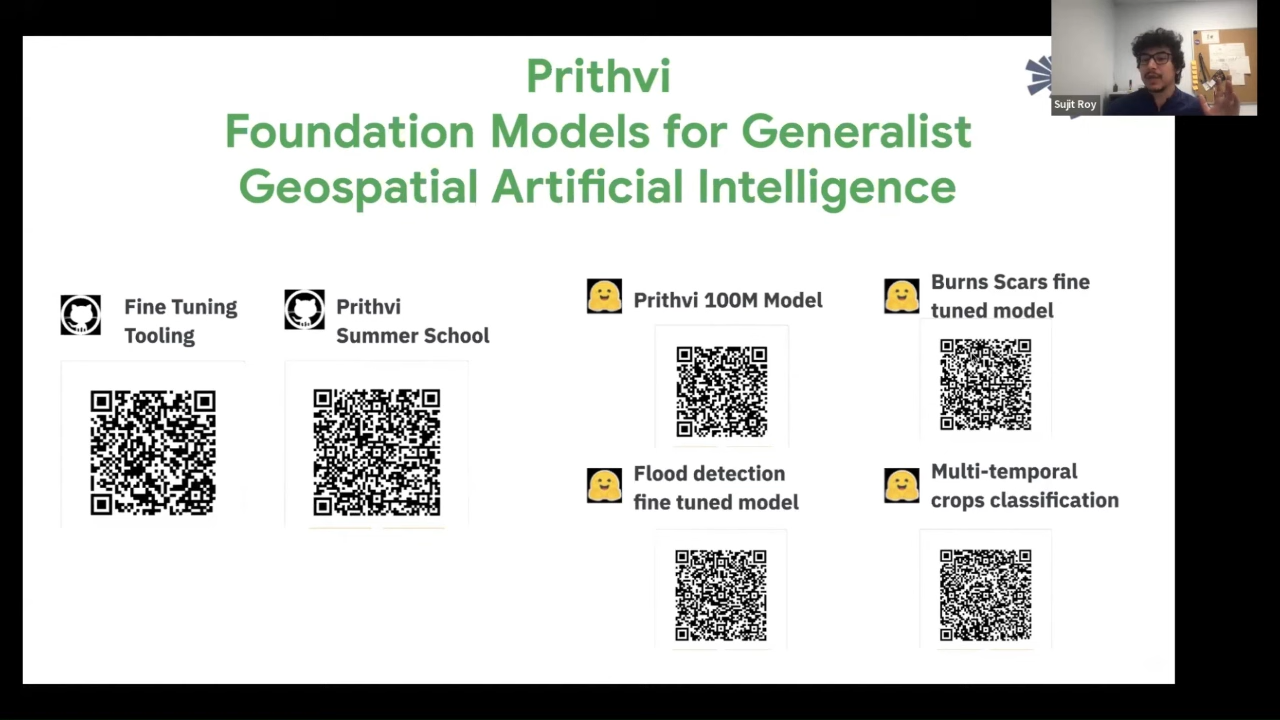 Prithvi
Foundation Models for Generalist
Geospatial Artificial Intelligence
Sujit Roy
Fine Tuning
Tooling
Prithvi
Summer School
Prithvi 100M Model
Burns Scars fine
tuned model
Flood detection
fine tuned model
Multi-temporal
crops classification